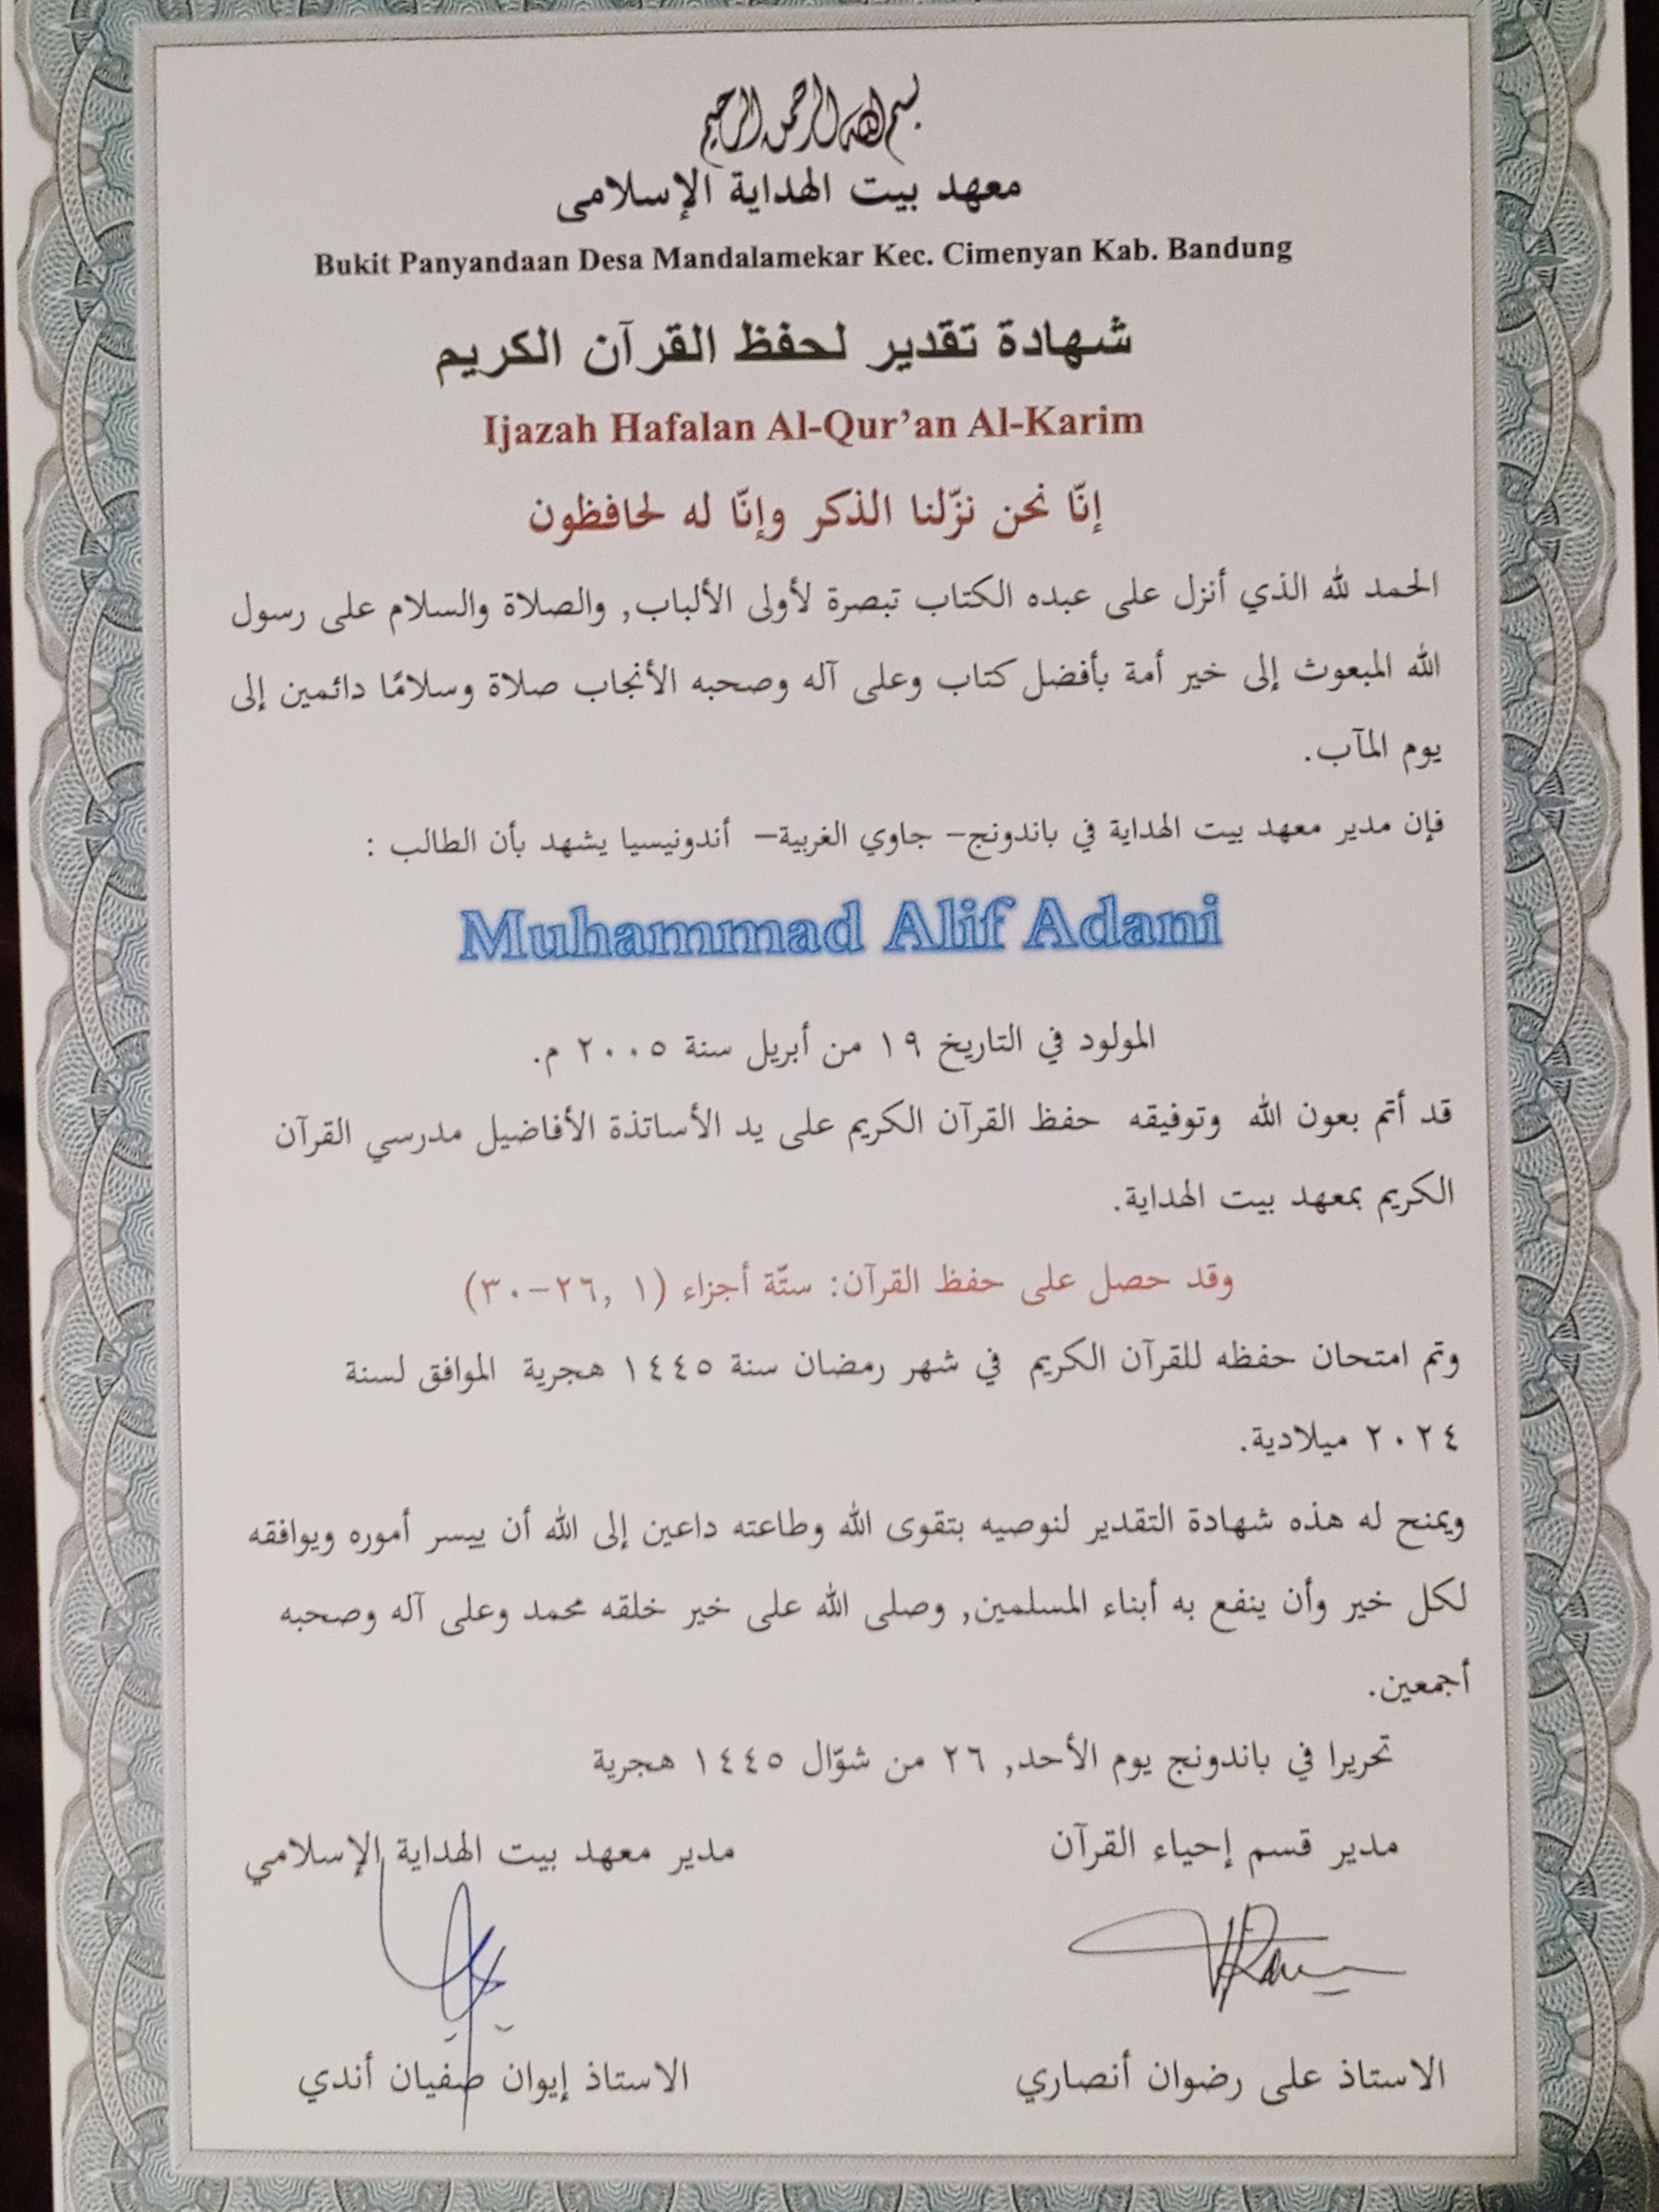 بسم الله الرحمن الرحيم
معهد بيت الهداية الإسلامى
Bukit Panyandaan Desa Mandalamekar Kec. Cimenyan Kab. Bandung
شهادة تقدير لحفظ القرآن الكريم
Ijazah Hafalan Al-Qur’an Al-Karim
إنّا نحن نزّلنا الذكر وإنّا له لحافظون
الحمد لله الذي أنزل على عبده الكتاب تبصرة لأولى الألباب, والصلاة والسلام على رسول
الله المبعوث إلى خير أمة بأفضل كتاب وعلى آله وصحبه الأنجاب صلاة وسلامًا دائمين إلى
يوم المآب.
فإن مدير معهد بيت الهداية في باندونج– جاوي الغربية– أندونيسيا يشهد بأن الطالب :
Muhammad Alif Adani
المولود في التاريخ ١٩ من أبريل سنة ٢٠٠٥ م.
قد أتم بعون الله وتوفيقه حفظ القرآن الكريم على يد الأساتذة الأفاضيل مدرسي القرآن
الكريم بمعهد بيت الهداية.
وقد حصل على حفظ القرآن: ستّة أجزاء (١ ,٢٦–٣٠)
وتم امتحان حفظه للقرآن الكريم في شهر رمضان سنة ١٤٤٥ هجرية الموافق لسنة
٢٠٢٤ ميلادية.
ويمنح له هذه شهادة التقدير لنوصيه بتقوى الله وطاعته داعين إلى الله أن ييسر أموره ويوافقه
لكل خير وأن ينفع به أبناء المسلمين, وصلى الله على خير خلقه محمد وعلى آله وصحبه
أجمعين.
تحريرا في باندونج يوم الأحد, ٢٦ من شوّال ١٤٤٥ هجرية
مدير قسم إحياء القرآن
مدير معهد بيت الهداية الإسلامي
الاستاذ على رضوان أنصاري
الاستاذ إيوان صفيان أندي